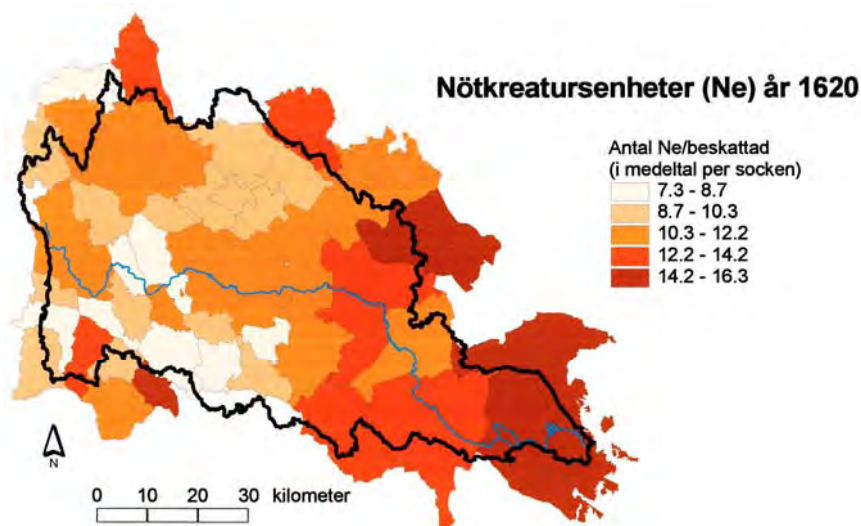 Nötkreatursenheter (Ne) år 1620
Antal Ne/beskattad
(i medeltal per socken)
7.3 - 8.7
8.7 - 10.3
10.3 - 12.2
12.2 - 14.2
14.2 - 16.3
N
0 10 20 30 kilometer